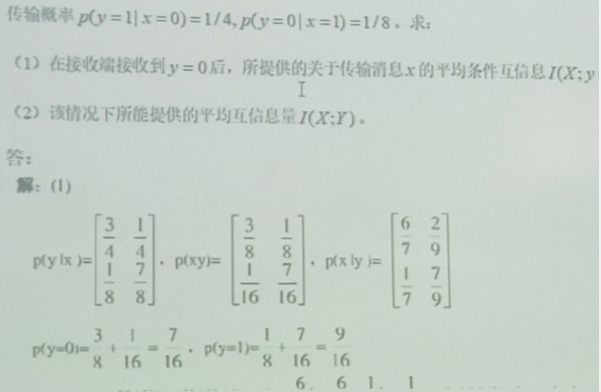 传输概率 p(y=1|x=0)=1/4, p(y=0|x=1)=1/8。求:
(1) 在接收端接收到 y=0 后，所提供的关于传输消息 x 的平均条件互信息 I(X;y
(2) 该情况下所能提供的平均互信息量 I(X;Y)。
答:
解: (1)
p(y|x)=[3/4 1/4; 1/8 7/8], p(xy)=[3/8 1/8; 1/16 7/16], p(x|y)=[6/7 2/9; 1/7 7/9]
p(y=0)=3/8+1/16=7/16, p(y=1)=1/8+7/16=9/16
6 6 1 1